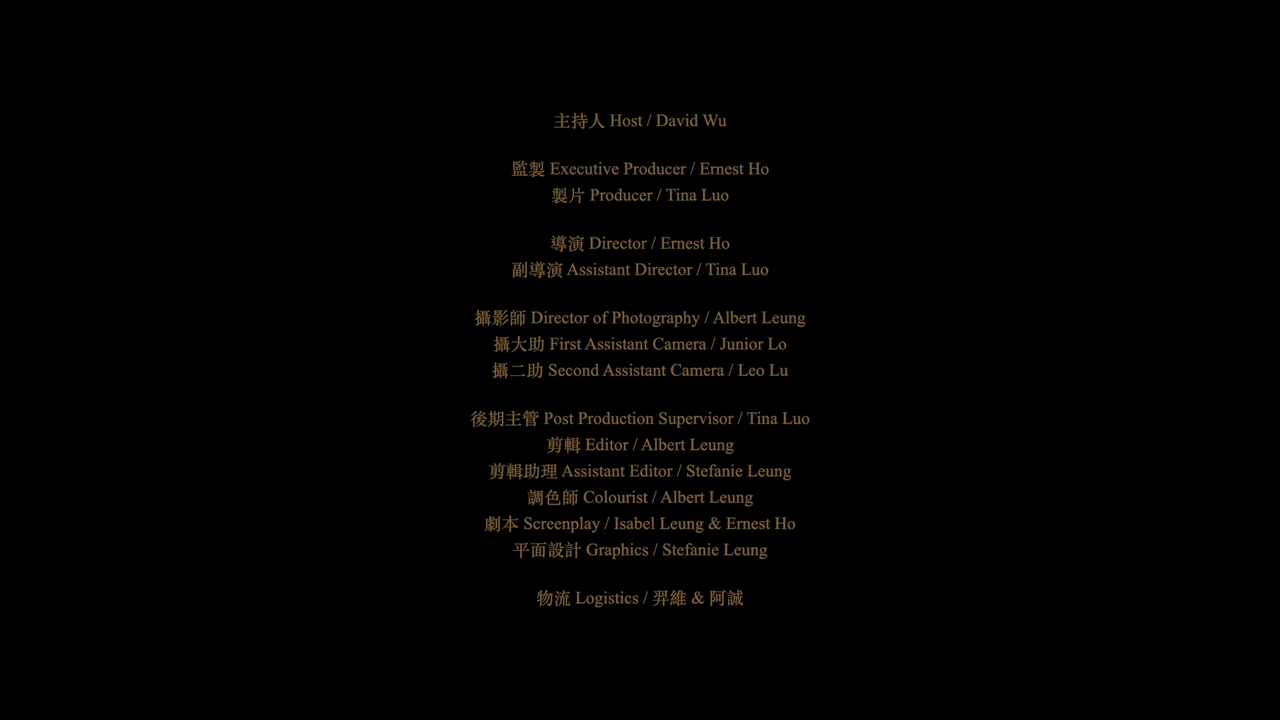 主持人 Host / David Wu
監製 Executive Producer / Ernest Ho
製片 Producer / Tina Luo
導演 Director / Ernest Ho
副導演 Assistant Director / Tina Luo
攝影師 Director of Photography / Albert Leung
攝大助 First Assistant Camera / Junior Lo
攝二助 Second Assistant Camera / Leo Lu
後期主管 Post Production Supervisor / Tina Luo
剪輯 Editor / Albert Leung
剪輯助理 Assistant Editor / Stefanie Leung
調色師 Colourist / Albert Leung
劇本 Screenplay / Isabel Leung & Ernest Ho
平面設計 Graphics / Stefanie Leung
物流 Logistics / 羿維 & 阿誠